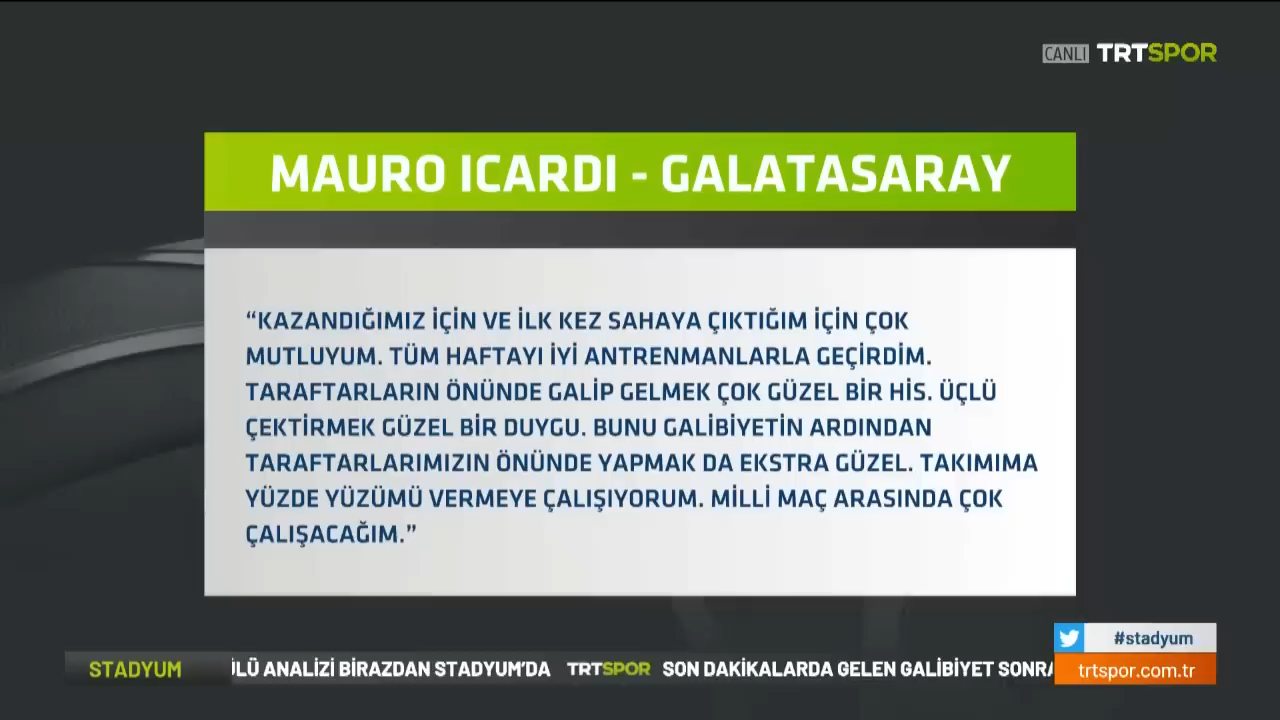 CANLI TRTSPOR
MAURO ICARDI - GALATASARAY
“KAZANDIĞIMIZ İÇİN VE İLK KEZ SAHAYA ÇIKTIĞIM İÇİN ÇOK
MUTLUYUM. TÜM HAFTAYI İYİ ANTRENMANLARLA GEÇİRDİM.
TARAFTARLARIN ÖNÜNDE GALİP GELMEK ÇOK GÜZEL BİR HİS. ÜÇLÜ
ÇEKTİRMEK GÜZEL BİR DUYGU. BUNU GALİBİYETİN ARDINDAN
TARAFTARLARIMIZIN ÖNÜNDE YAPMAK DA EKSTRA GÜZEL. TAKIMIMA
YÜZDE YÜZÜMÜ VERMEYE ÇALIŞIYORUM. MİLLİ MAÇ ARASINDA ÇOK
ÇALIŞACAĞIM.”
#stadyum
STADYUM ANALİZİ BİRAZDAN STADYUM'DA TRTSPOR SON DAKİKALARDA GELEN GALİBİYET
trtspor.com.tr